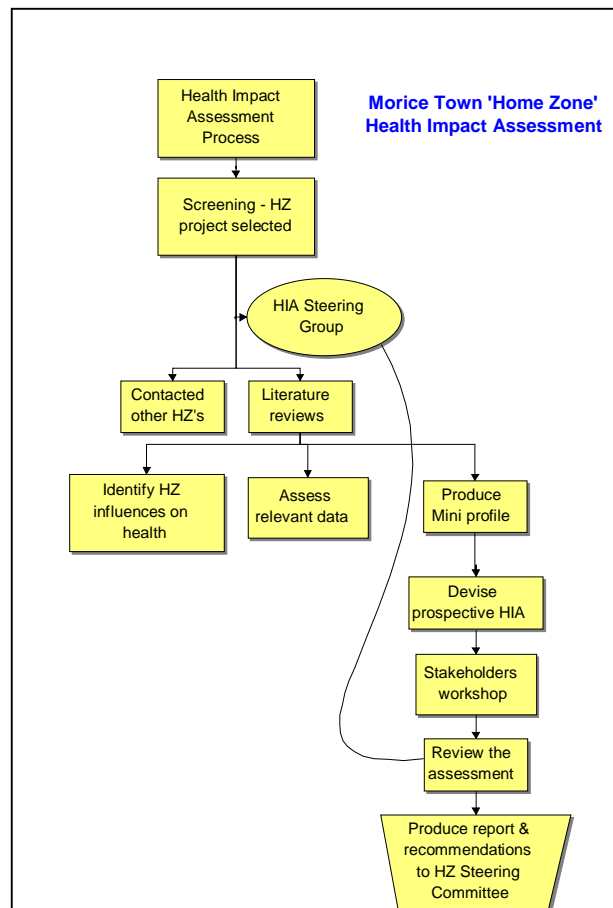 Morice Town 'Home Zone'
Health Impact Assessment
Health Impact
Assessment
Process
Screening - HZ
project selected
HIA Steering
Group
Contacted
other HZ's
Literature
reviews
Identify HZ
influences on
health
Assess
relevant data
Produce
Mini profile
Devise
prospective HIA
Stakeholders
workshop
Review the
assessment
Produce report &
recommendations
to HZ Steering
Committee